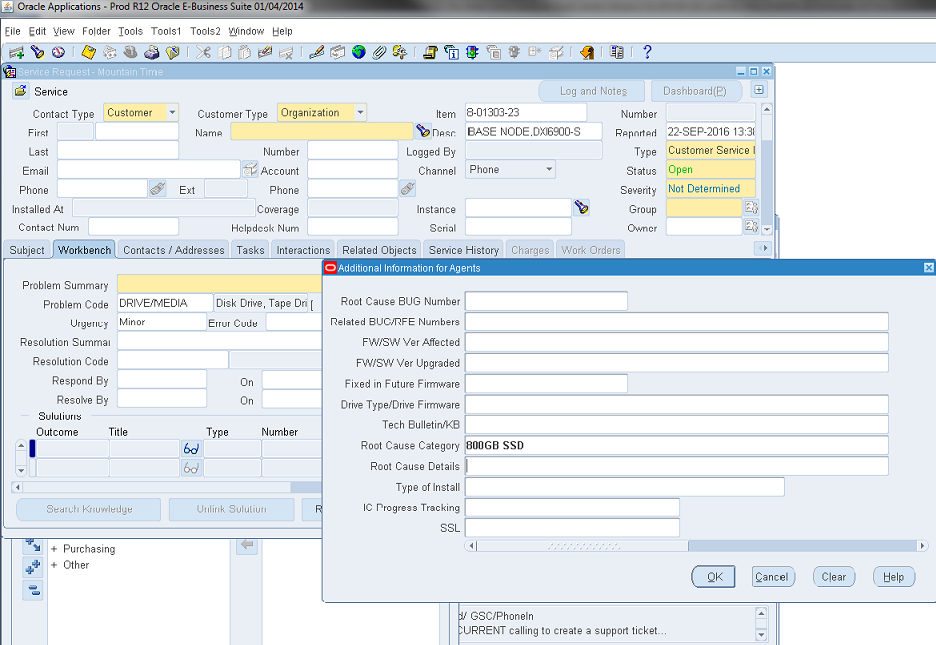 Oracle Applications - Prod R12 Oracle E-Business Suite 01/04/2014
File Edit View Folder Tools Tools1 Tools2 Window Help
Service Request - Mountain Time
Service
Log and Notes
Dashboard(P)
Contact Type Customer
Customer Type Organization
Item 8-01303-23
Number
First
Name
Desc BASE NODE,DXI6900-S
Reported 22-SEP-2016 13:30
Last
Number
Logged By
Type Customer Service
Email
Account
Channel Phone
Status Open
Phone
Ext
Phone
Severity Not Determined
Installed At
Coverage
Instance
Group
Contact Num
Helpdesk Num
Serial
Owner
Subject Workbench Contacts / Addresses Tasks Interactions Related Objects Service History Charges Work Orders
Problem Summary
Problem Code DRIVE/MEDIA Disk Drive, Tape Dri [
Urgency Minor Error Code
Resolution Summar
Resolution Code
Respond By On
Resolve By On
Solutions
Outcome Title Type Number
Search Knowledge
Unlink Solution
R
+ Purchasing
+ Other
Additional Information for Agents
Root Cause BUG Number
Related BUC/RFE Numbers
FW/SW Ver Affected
FW/SW Ver Upgraded
Fixed in Future Firmware
Drive Type/Drive Firmware
Tech Bulletin/KB
Root Cause Category 800GB SSD
Root Cause Details
Type of Install
IC Progress Tracking
SSL
OK Cancel Clear Help
d/ GSC/PhoneIn
CURRENT calling to create a support ticket...